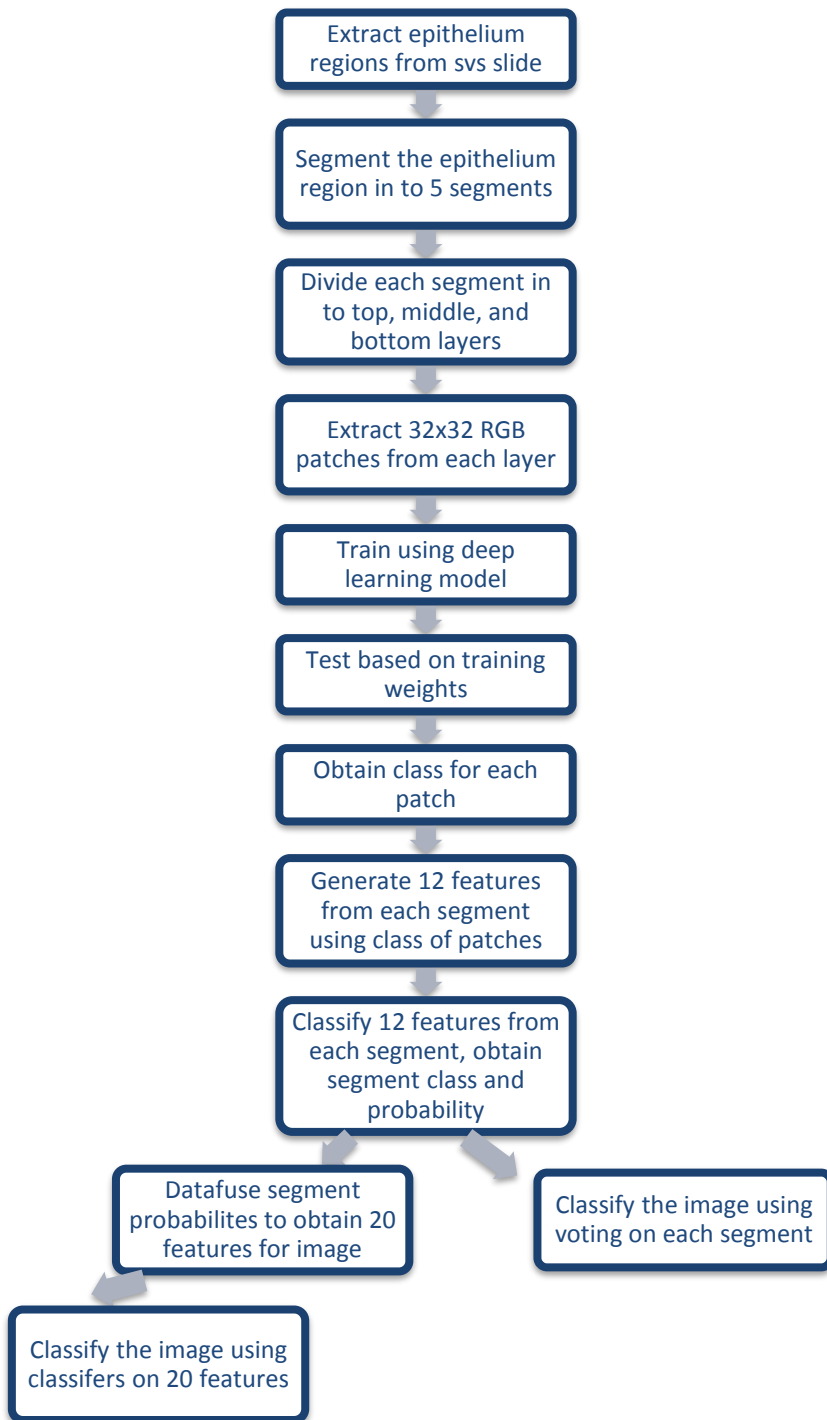 Extract epithelium
regions from svs slide
Segment the epithelium
region in to 5 segments
Divide each segment in
to top, middle, and
bottom layers
Extract 32x32 RGB
patches from each layer
Train using deep
learning model
Test based on training
weights
Obtain class for each
patch
Generate 12 features
from each segment
using class of patches
Classify 12 features from
each segment, obtain
segment class and
probability
Datafuse segment
probabilites to obtain 20
features for image
Classify the image using
voting on each segment
Classify the image using
classifers on 20 features